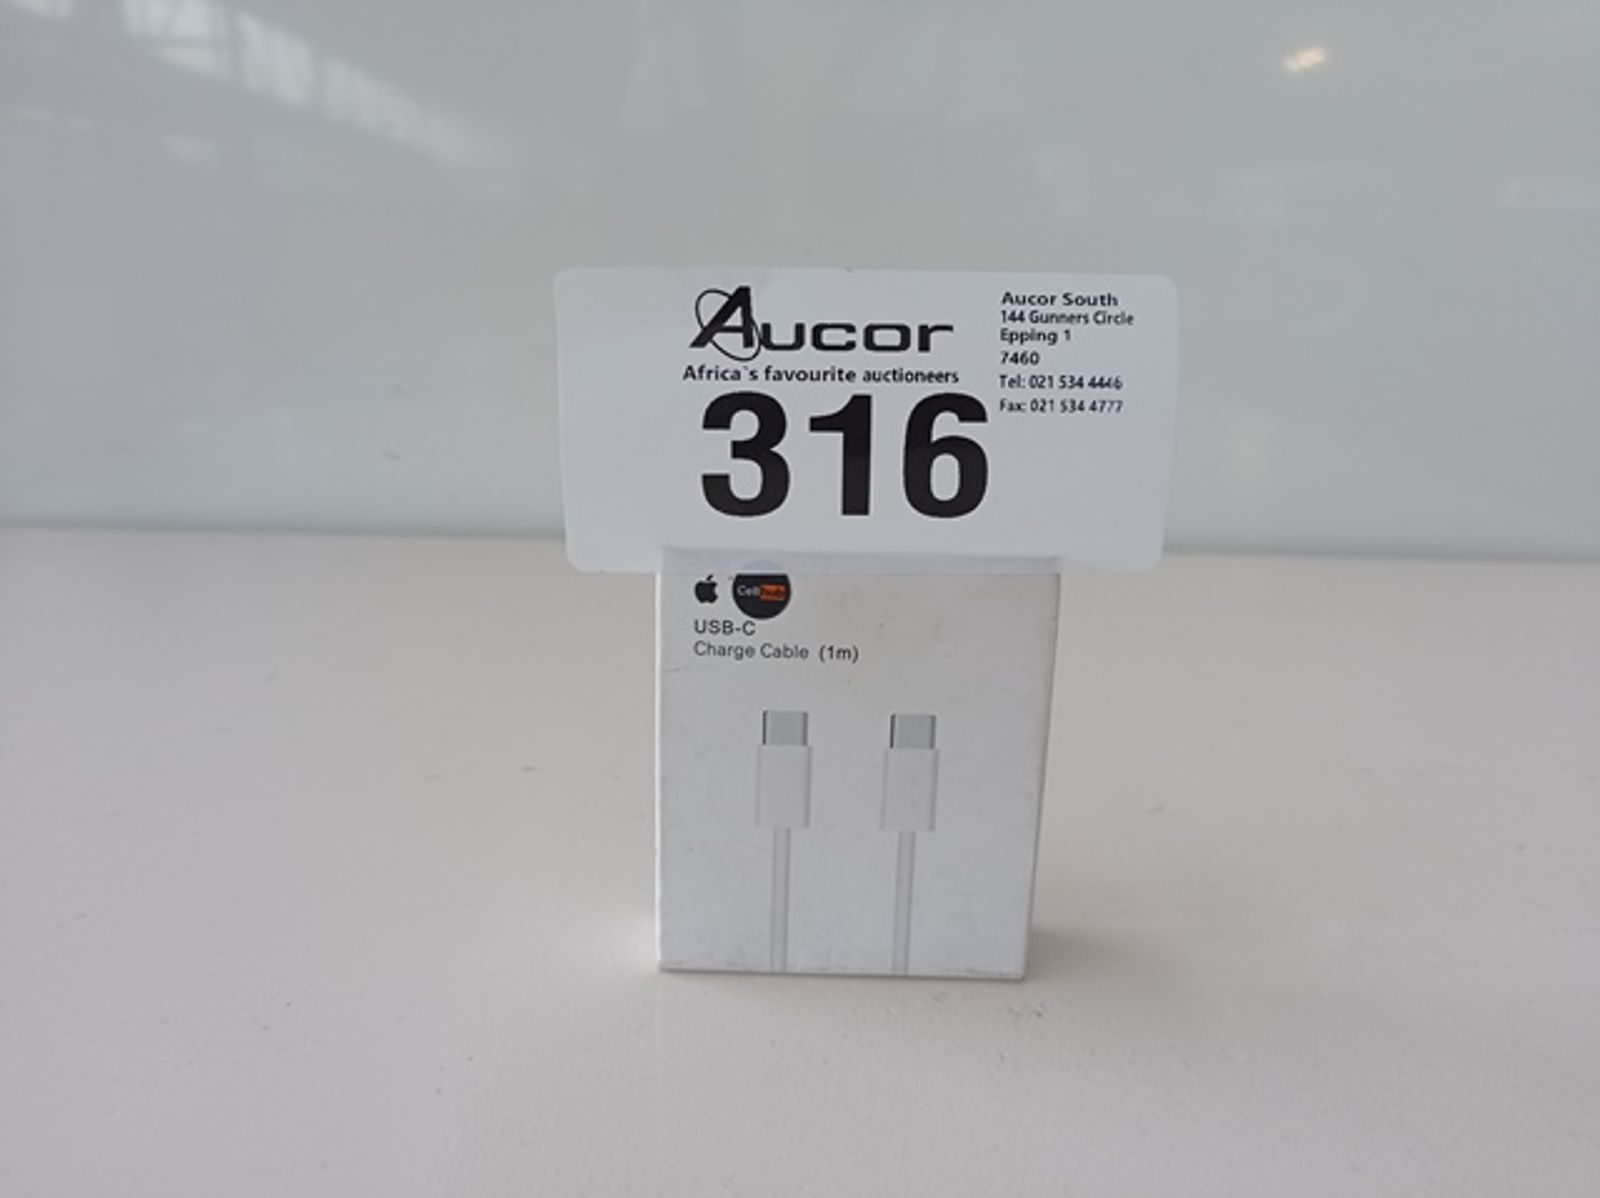 Aucor
Africa`s favourite auctioneers
316
Aucor South
144 Gunners Circle
Epping 1
7460
Tel: 021 534 4446
Fax: 021 534 4777
Cellhub
USB-C
Charge Cable (1m)